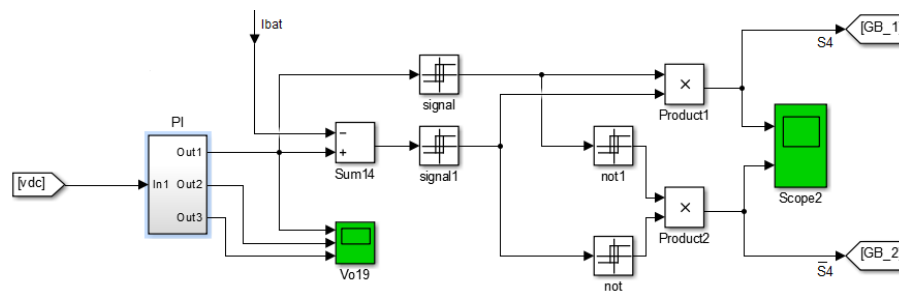 Ibat
[GB_1]
S4
signal
Product1
PI
Out1
−
+
Sum14
signal1
not1
Scope2
[vdc]
In1
Out2
Out3
Product2
Vo19
not
[GB_2]
S̅4
×
×